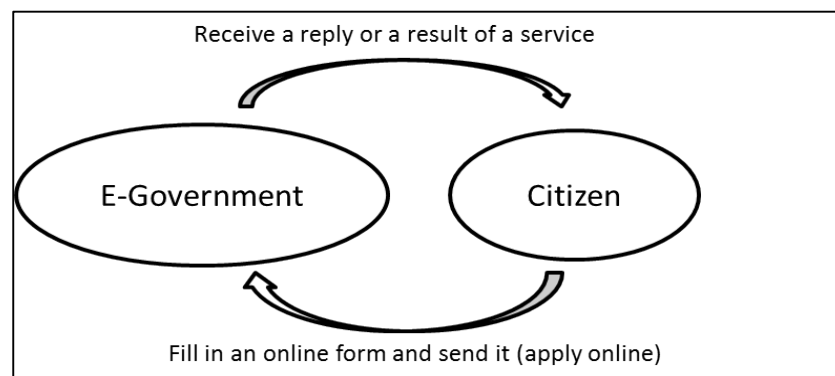 Receive a reply or a result of a service
E-Government
Citizen
Fill in an online form and send it (apply online)